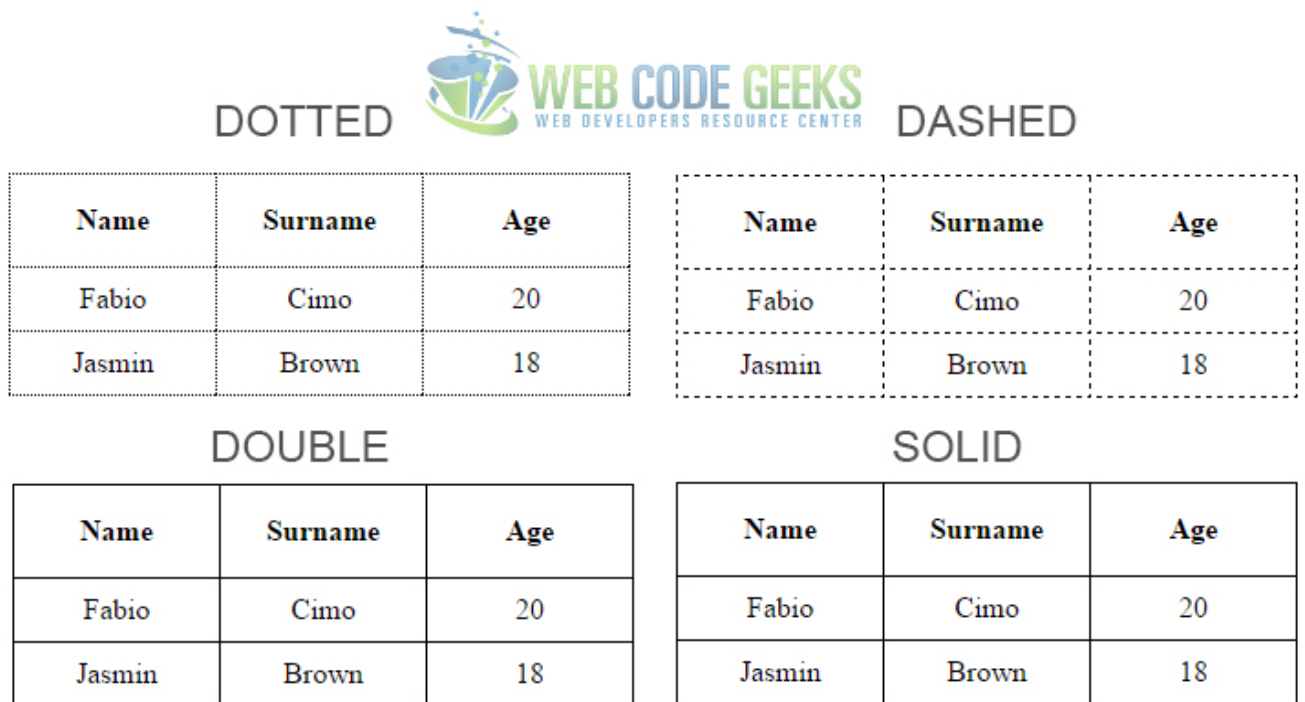 WEB CODE GEEKS
WEB DEVELOPERS RESOURCE CENTER
DOTTED
Name Surname Age
Fabio Cimo 20
Jasmin Brown 18
DASHED
Name Surname Age
Fabio Cimo 20
Jasmin Brown 18
DOUBLE
Name Surname Age
Fabio Cimo 20
Jasmin Brown 18
SOLID
Name Surname Age
Fabio Cimo 20
Jasmin Brown 18